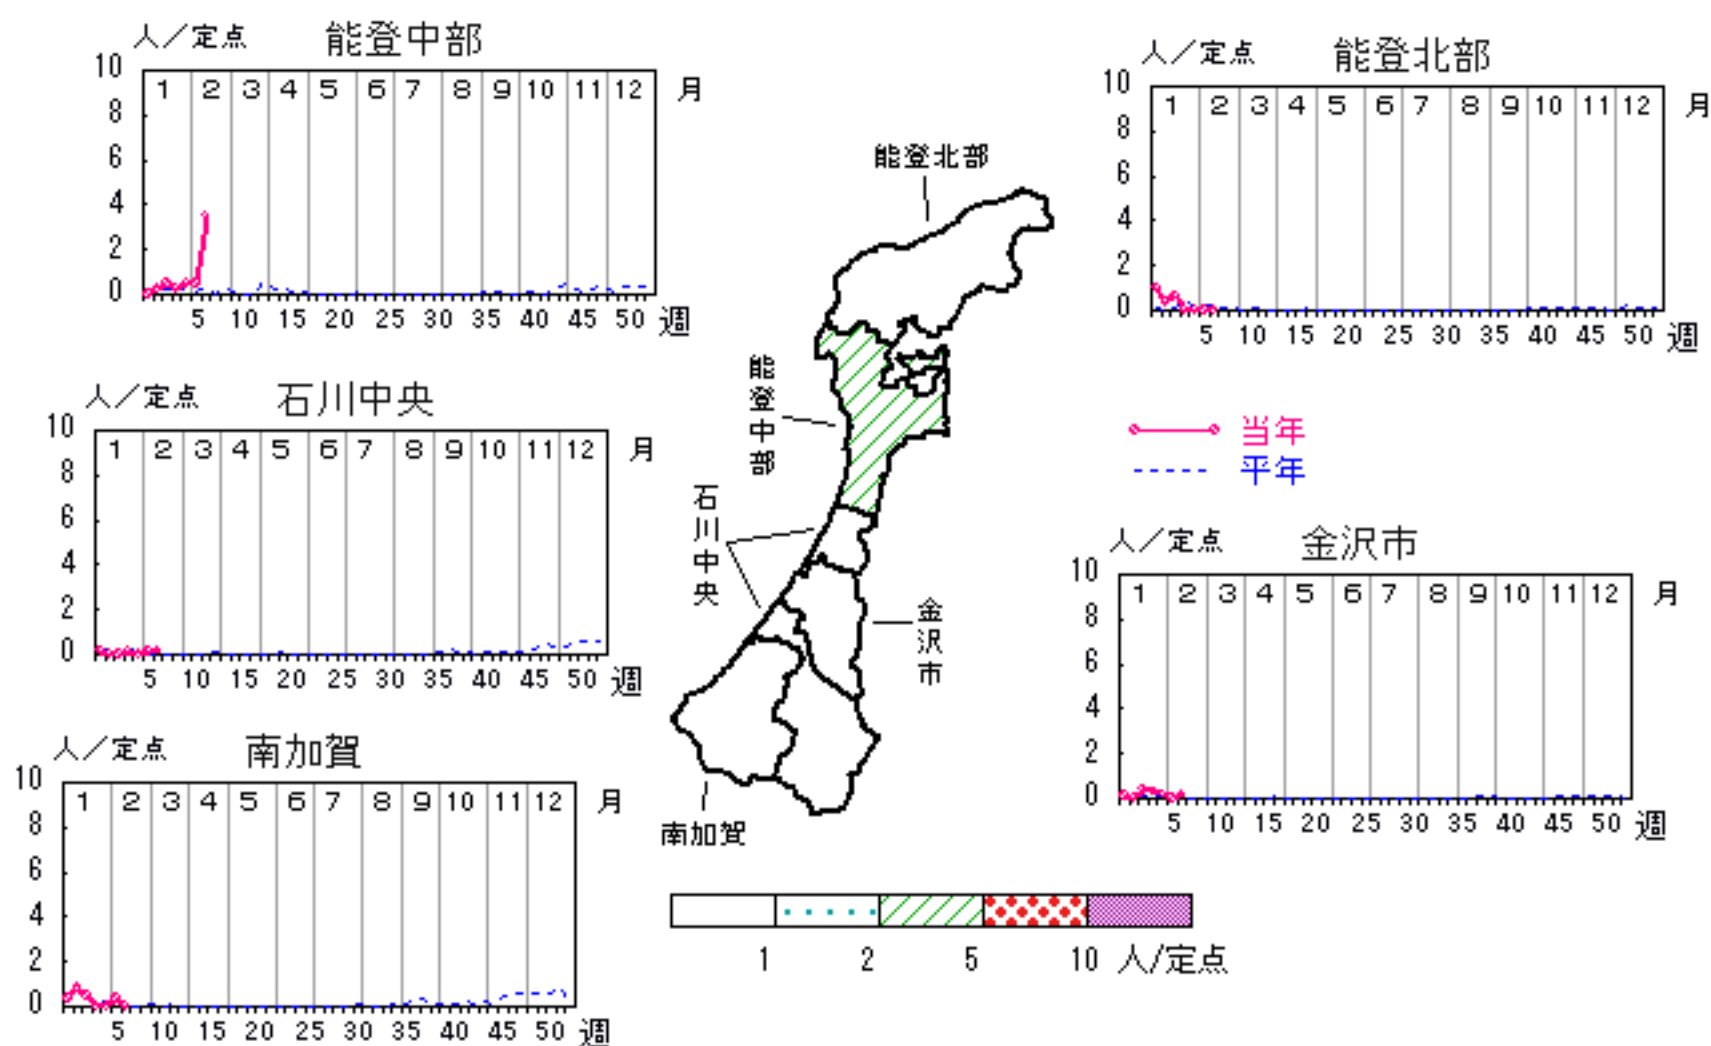 人／定点 能登中部
10 8 6 4 2 0
1 2 3 4 5 6 7 8 9 10 11 12 月
5 10 15 20 25 30 35 40 45 50 週
人／定点 能登北部
10 8 6 4 2 0
1 2 3 4 5 6 7 8 9 10 11 12 月
5 10 15 20 25 30 35 40 45 50 週
人／定点 石川中央
10 8 6 4 2 0
1 2 3 4 5 6 7 8 9 10 11 12 月
5 10 15 20 25 30 35 40 45 50 週
能登北部
能登中部
石川中央
金沢市
南加賀
当年
平年
人／定点 金沢市
10 8 6 4 2 0
1 2 3 4 5 6 7 8 9 10 11 12 月
5 10 15 20 25 30 35 40 45 50 週
人／定点 南加賀
10 8 6 4 2 0
1 2 3 4 5 6 7 8 9 10 11 12 月
5 10 15 20 25 30 35 40 45 50 週
1 2 5 10 人/定点